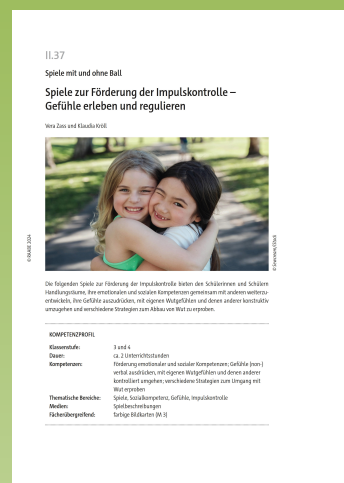 II.37
Spiele mit und ohne Ball
Spiele zur Förderung der Impulskontrolle –
Gefühle erleben und regulieren
Vera Zass und Klaudia Kröll
© RAABE 2024
Die folgenden Spiele zur Förderung der Impulskontrolle bieten den Schülerinnen und Schülern
Handlungsräume, ihre emotionalen und sozialen Kompetenzen gemeinsam mit anderen weiterzu-
entwickeln, ihre Gefühle auszudrücken, mit eigenen Wutgefühlen und denen anderer konstruktiv
umzugehen und verschiedene Strategien zum Abbau von Wut zu erproben.
KOMPETENZPROFIL
Klassenstufe: 3 und 4
Dauer: ca. 2 Unterrichtsstunden
Kompetenzen: Förderung emotionaler und sozialer Kompetenzen; Gefühle (non-)
verbal ausdrücken, mit eigenen Wutgefühlen und denen anderer
kontrolliert umgehen; verschiedene Strategien zum Umgang mit
Wut erproben
Thematische Bereiche: Spiele, Sozialkompetenz, Gefühle, Impulskontrolle
Medien: Spielbeschreibungen
Fächerübergreifend: farbige Bildkarten (M 3)